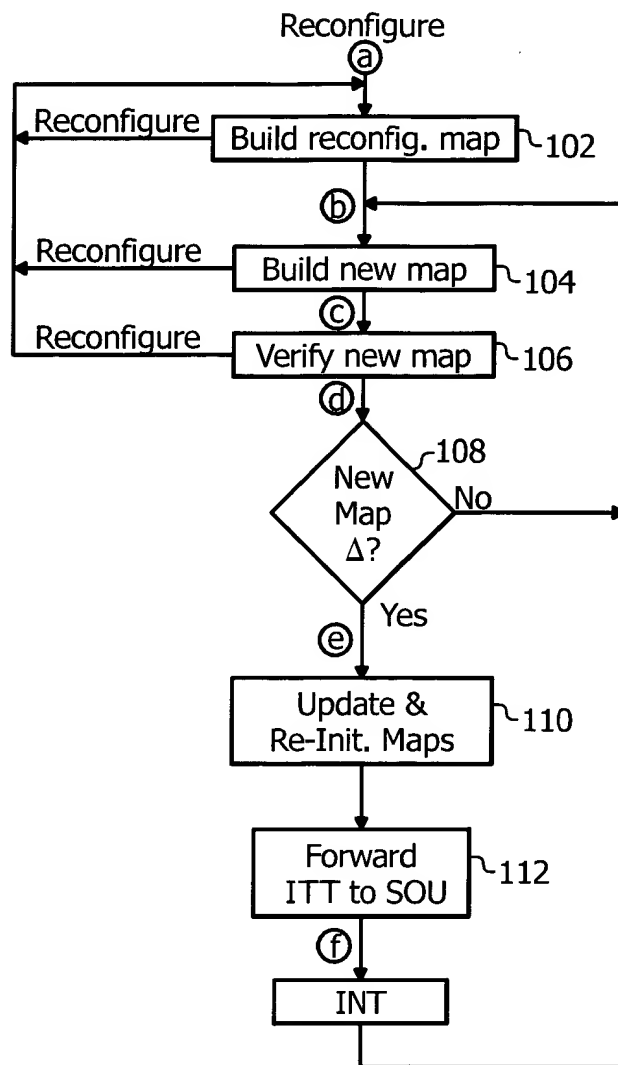 Reconfigure
a
Reconfigure
Build reconfig. map
102
b
Reconfigure
Build new map
104
c
Reconfigure
Verify new map
106
d
108
New
Map
Δ?
No
Yes
e
Update &
Re-Init. Maps
110
Forward
ITT to SOU
112
f
INT